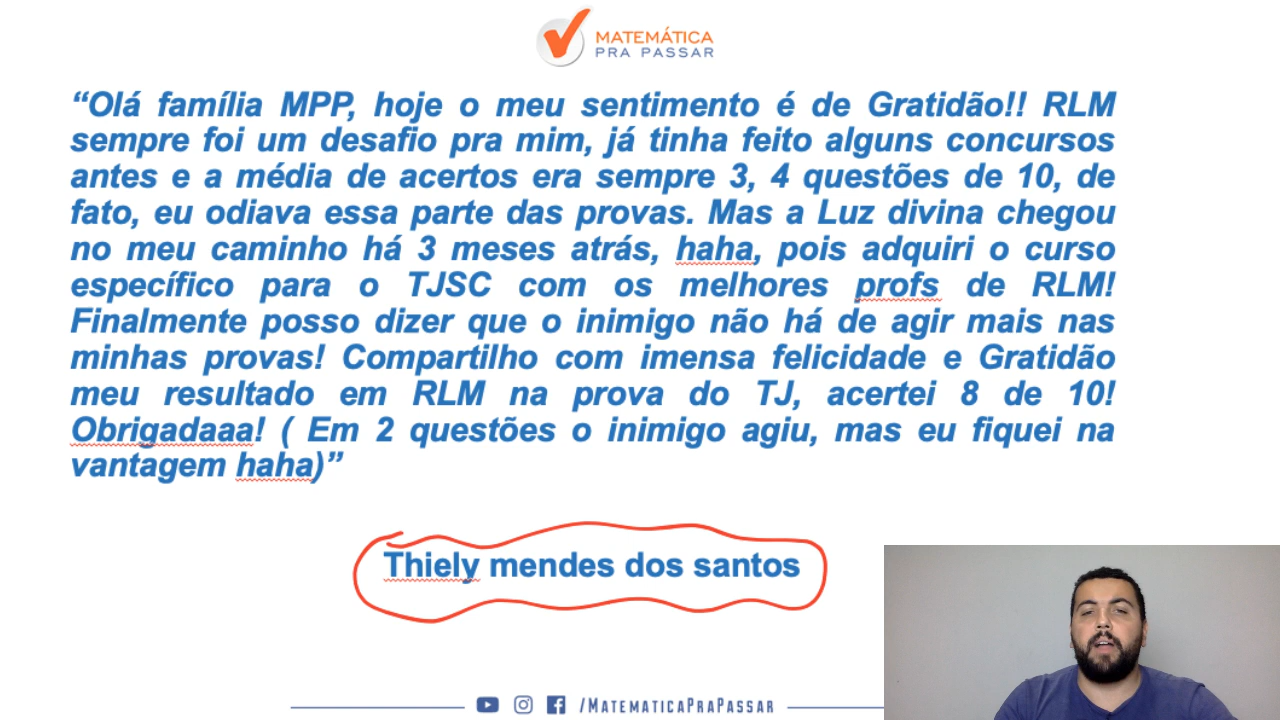 MATEMÁTICA
PRA PASSAR
“Olá família MPP, hoje o meu sentimento é de Gratidão!! RLM
sempre foi um desafio pra mim, já tinha feito alguns concursos
antes e a média de acertos era sempre 3, 4 questões de 10, de
fato, eu odiava essa parte das provas. Mas a Luz divina chegou
no meu caminho há 3 meses atrás, haha, pois adquiri o curso
específico para o TJSC com os melhores profs de RLM!
Finalmente posso dizer que o inimigo não há de agir mais nas
minhas provas! Compartilho com imensa felicidade e Gratidão
meu resultado em RLM na prova do TJ, acertei 8 de 10!
Obrigadaaa! ( Em 2 questões o inimigo agiu, mas eu fiquei na
vantagem haha)”
Thiely mendes dos santos
/MATEMATICAPRAPASSAR